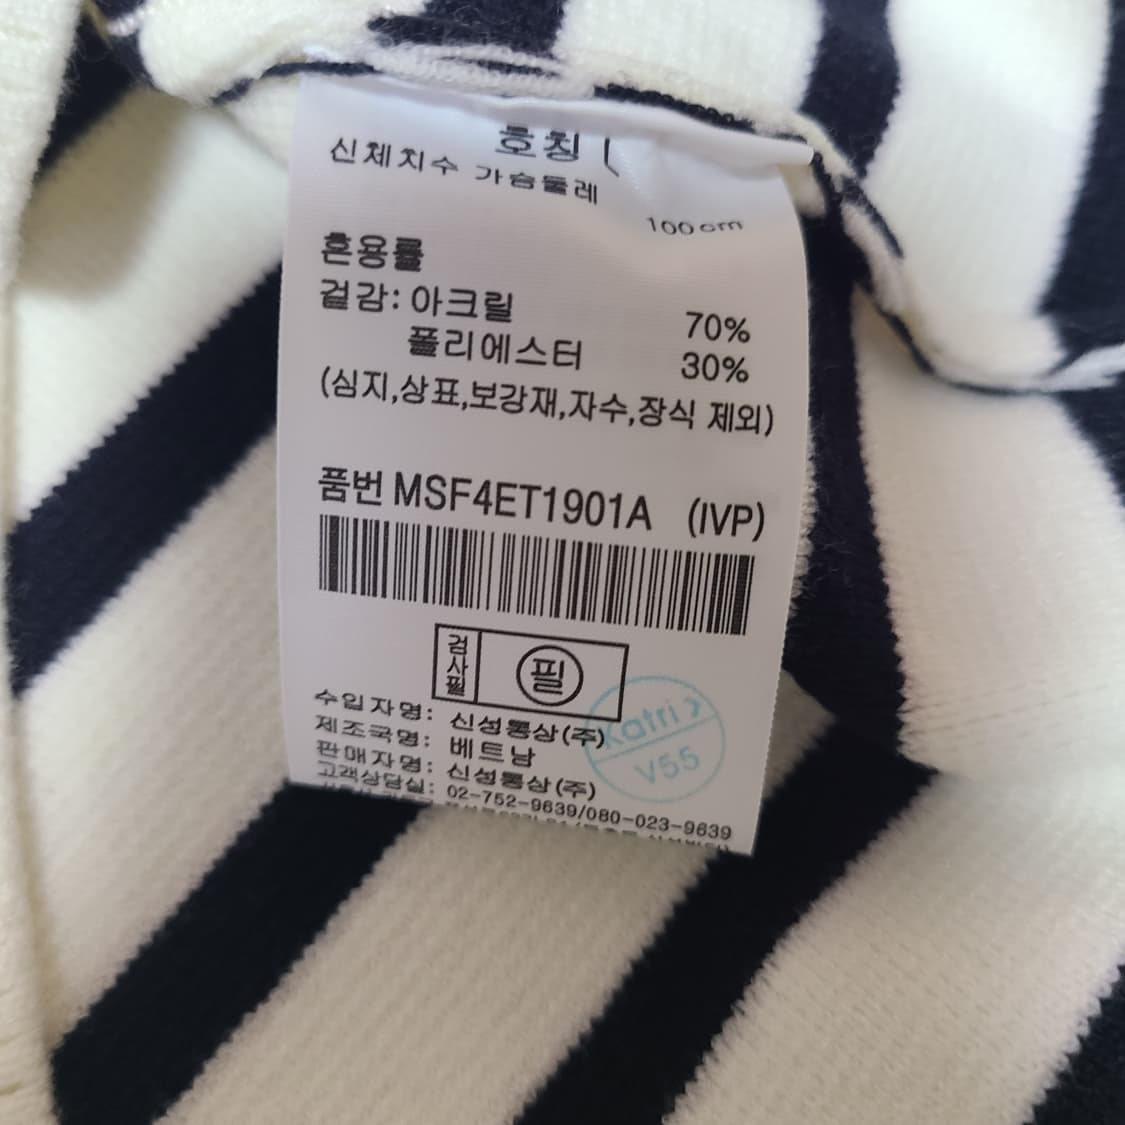 호칭
신체치수 가슴둘레
100cm
혼용률
겉감: 아크릴 70%
폴리에스터 30%
(심지,상표,보강재,자수,장식 제외)
품번 MSF4ET1901A (IVP)
검사필 필
수입자명: 신성통상(주)
제조국명: 베트남
판매자명: 신성통상(주)
고객상담실: 02-752-9639/080-023-9639
Katri
V55